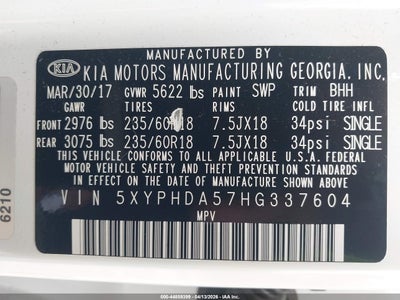 MANUFACTURED BY
KIA KIA MOTORS MANUFACTURING GEORGIA, INC.
MAR/30/17 GVWR 5622 lbs PAINT SWP TRIM BHH
GAWR TIRES RIMS COLD TIRE INFL
FRONT 2976 lbs 235/60R18 7.5JX18 34psi SINGLE
REAR 3075 lbs 235/60R18 7.5JX18 34psi SINGLE
THIS VEHICLE CONFORMS TO ALL APPLICABLE U.S.A. FEDERAL MOTOR
VEHICLE SAFETY AND THEFT PREVENTION STANDARDS IN
EFFECT ON THE DATE OF MANUFACTURE SHOWN ABOVE.
VIN 5XYPHDA57HG337604
MPV
6210